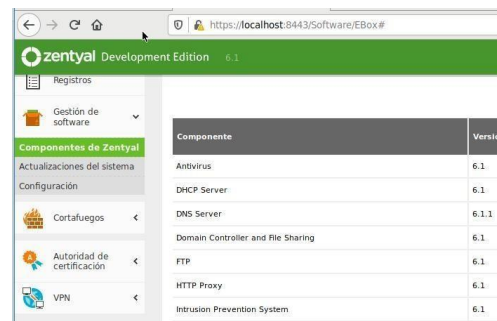 https://localhost:8443/Software/EBox#
zentyal Development Edition 6.1
Registros
Gestión de
software
Componentes de Zentyal
Actualizaciones del sistema
Configuración
Cortafuegos
Autoridad de
certificación
VPN
Componente Versió
Antivirus 6.1
DHCP Server 6.1
DNS Server 6.1.1
Domain Controller and File Sharing 6.1
FTP 6.1
HTTP Proxy 6.1
Intrusion Prevention System 6.1